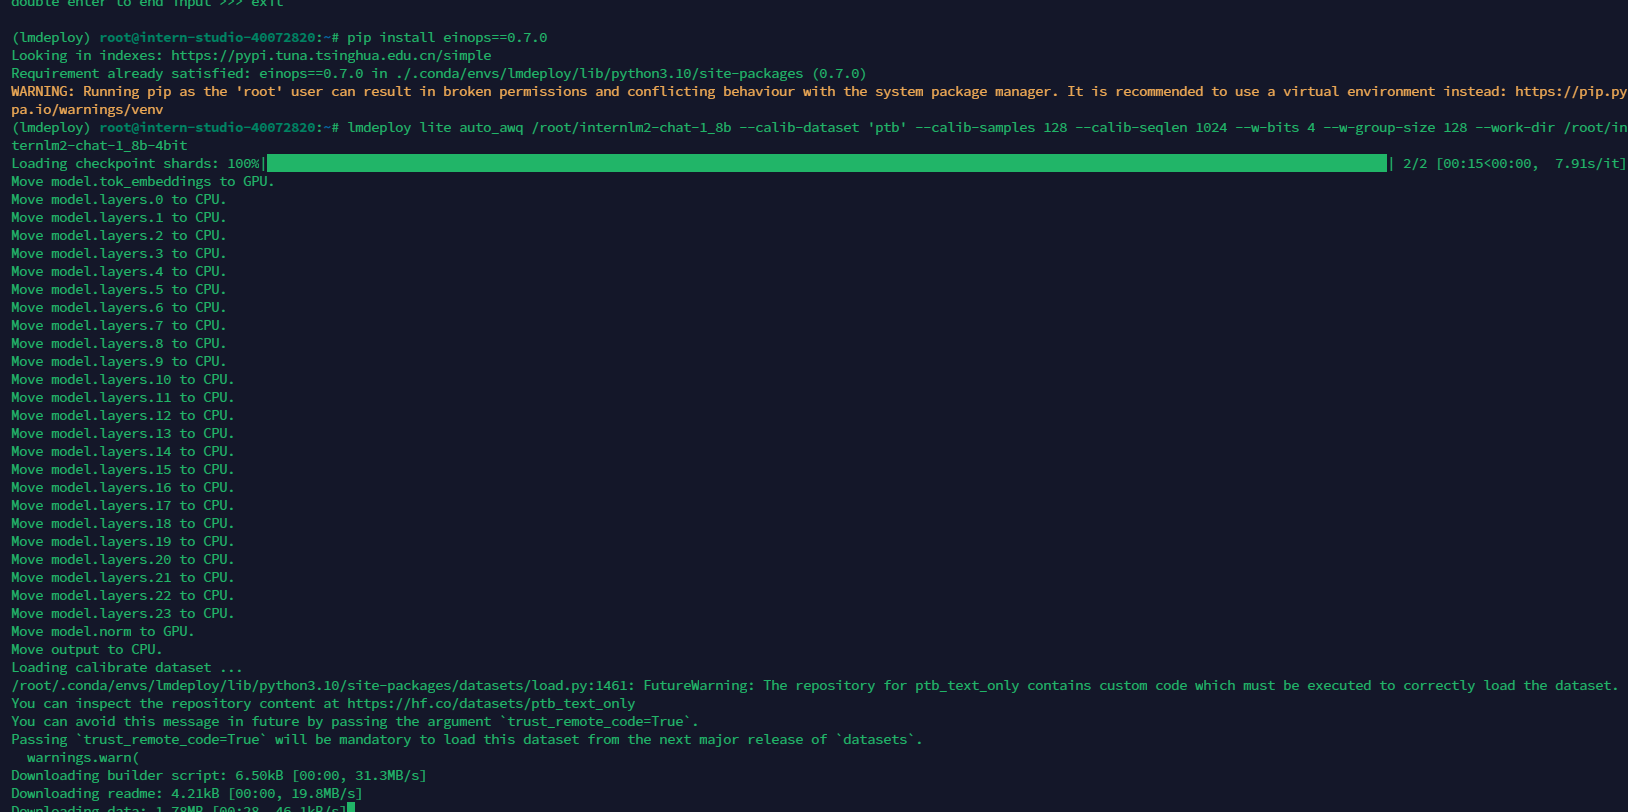 double enter to end input >>> exit
(lmdeploy) root@intern-studio-40072820:~# pip install einops==0.7.0
Looking in indexes: https://pypi.tuna.tsinghua.edu.cn/simple
Requirement already satisfied: einops==0.7.0 in ./.conda/envs/lmdeploy/lib/python3.10/site-packages (0.7.0)
WARNING: Running pip as the 'root' user can result in broken permissions and conflicting behaviour with the system package manager. It is recommended to use a virtual environment instead: https://pip.py
pa.io/warnings/venv
(lmdeploy) root@intern-studio-40072820:~# lmdeploy lite auto_awq /root/internlm2-chat-1_8b --calib-dataset 'ptb' --calib-samples 128 --calib-seqlen 1024 --w-bits 4 --w-group-size 128 --work-dir /root/in
ternlm2-chat-1_8b-4bit
Loading checkpoint shards: 100%| | 2/2 [00:15<00:00,  7.91s/it]
Move model.tok_embeddings to GPU.
Move model.layers.0 to CPU.
Move model.layers.1 to CPU.
Move model.layers.2 to CPU.
Move model.layers.3 to CPU.
Move model.layers.4 to CPU.
Move model.layers.5 to CPU.
Move model.layers.6 to CPU.
Move model.layers.7 to CPU.
Move model.layers.8 to CPU.
Move model.layers.9 to CPU.
Move model.layers.10 to CPU.
Move model.layers.11 to CPU.
Move model.layers.12 to CPU.
Move model.layers.13 to CPU.
Move model.layers.14 to CPU.
Move model.layers.15 to CPU.
Move model.layers.16 to CPU.
Move model.layers.17 to CPU.
Move model.layers.18 to CPU.
Move model.layers.19 to CPU.
Move model.layers.20 to CPU.
Move model.layers.21 to CPU.
Move model.layers.22 to CPU.
Move model.layers.23 to CPU.
Move model.norm to GPU.
Move output to CPU.
Loading calibrate dataset ...
/root/.conda/envs/lmdeploy/lib/python3.10/site-packages/datasets/load.py:1461: FutureWarning: The repository for ptb_text_only contains custom code which must be executed to correctly load the dataset.
You can inspect the repository content at https://hf.co/datasets/ptb_text_only
You can avoid this message in future by passing the argument `trust_remote_code=True`.
Passing `trust_remote_code=True` will be mandatory to load this dataset from the next major release of `datasets`.
  warnings.warn(
Downloading builder script: 6.50kB [00:00, 31.3MB/s]
Downloading readme: 4.21kB [00:00, 19.8MB/s]
Downloading data: 1.78MB [00:28, 46.1kB/s]